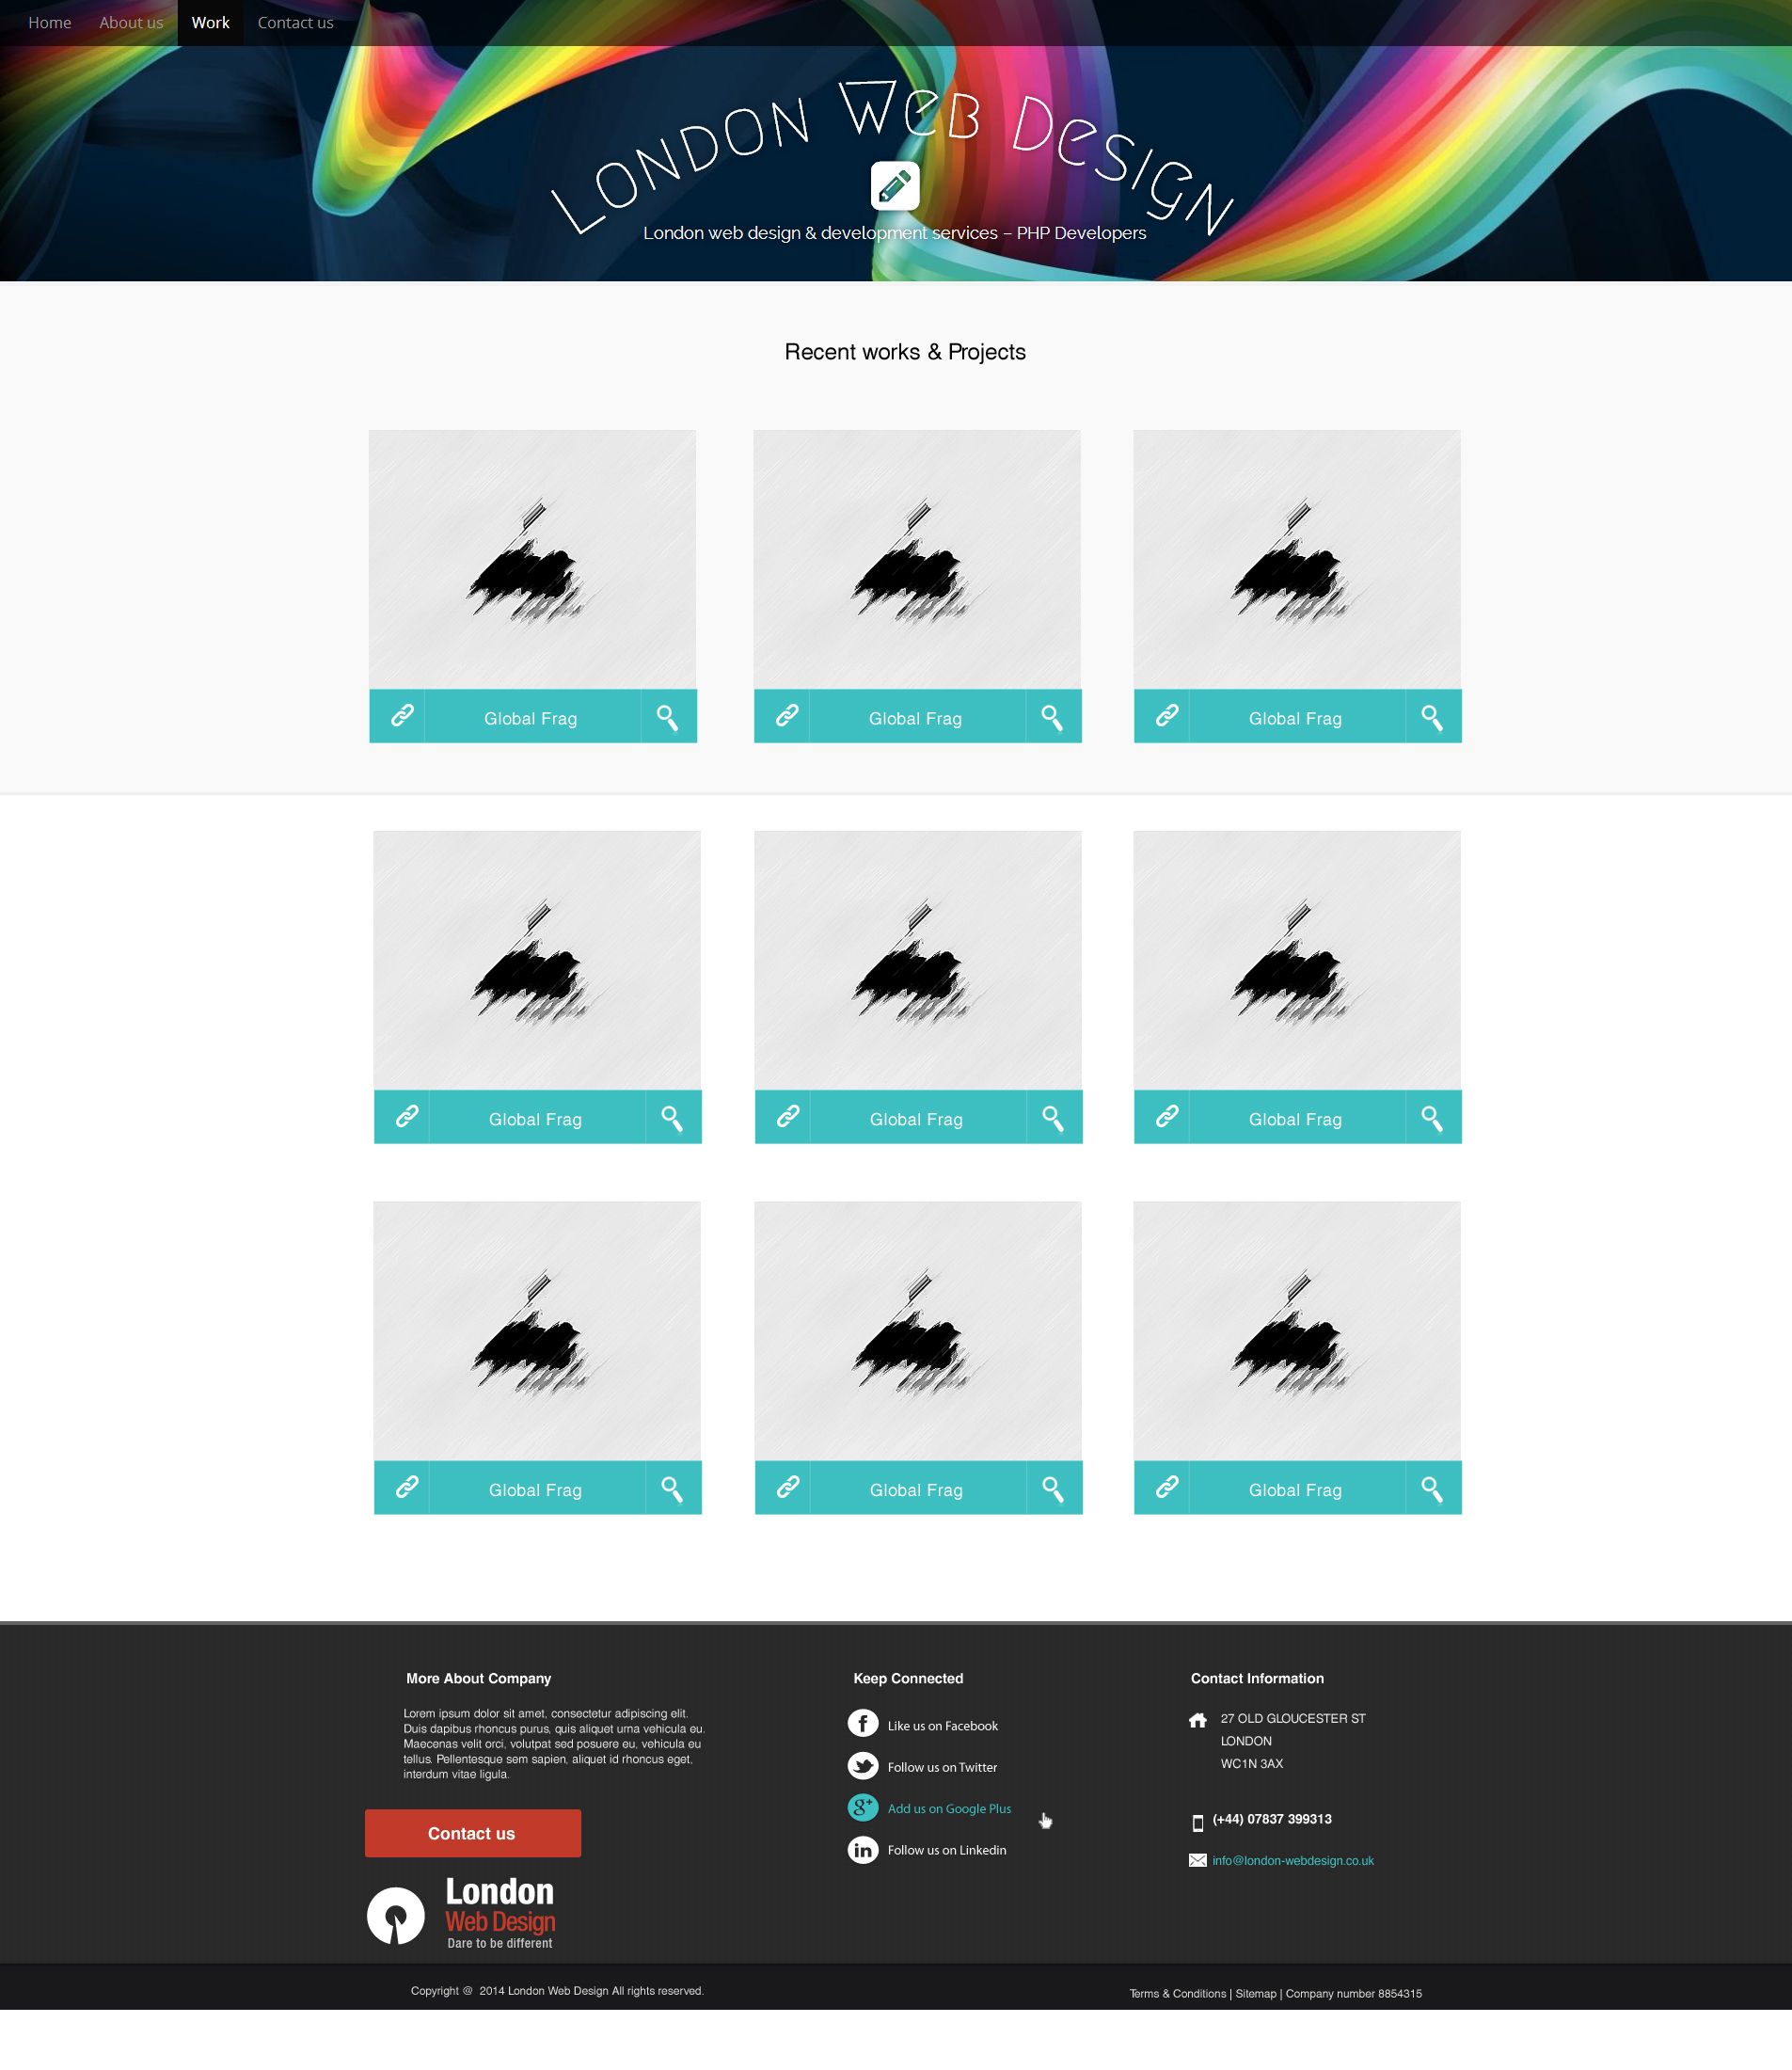 Home About us Work Contact us
London Web Design
London web design & development services – PHP Developers
Recent works & Projects
Global Frag Global Frag Global Frag
Global Frag Global Frag Global Frag
Global Frag Global Frag Global Frag
More About Company
Lorem ipsum dolor sit amet, consectetur adipiscing elit.
Duis dapibus rhoncus purus, quis aliquet urna vehicula eu.
Maecenas velit orci, volutpat sed posuere eu, vehicula eu
tellus. Pellentesque sem sapien, aliquet id rhoncus eget,
interdum vitae ligula.
Contact us
London
Web Design
Dare to be different
Keep Connected
f Like us on Facebook
Follow us on Twitter
g+ Add us on Google Plus
in Follow us on Linkedin
Contact Information
27 OLD GLOUCESTER ST
LONDON
WC1N 3AX
(+44) 07837 399313
info@london-webdesign.co.uk
Copyright @ 2014 London Web Design All rights reserved.
Terms & Conditions | Sitemap | Company number 8854315